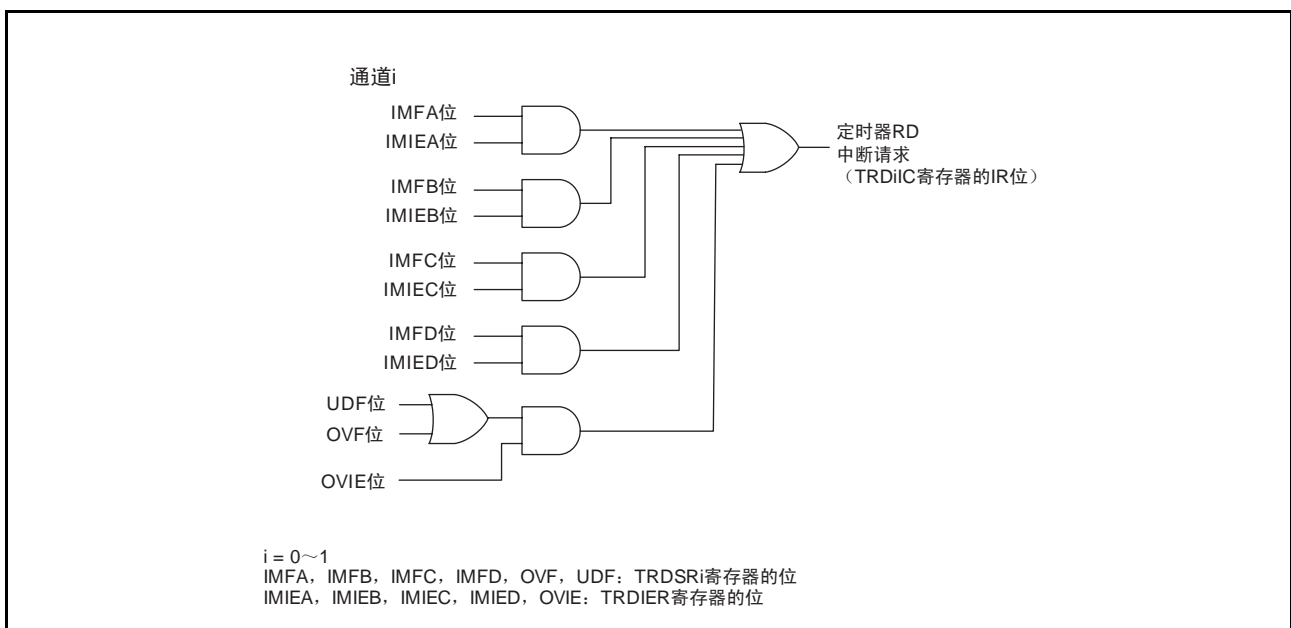 通道i
IMFA位
IMIEA位
IMFB位
IMIEB位
IMFC位
IMIEC位
IMFD位
IMIED位
UDF位
OVF位
OVIE位
定时器RD
中断请求
（TRDiIC寄存器的IR位）
i = 0～1
IMFA，IMFB，IMFC，IMFD，OVF，UDF：TRDSRi寄存器的位
IMIEA，IMIEB，IMIEC，IMIED，OVIE：TRDIER寄存器的位